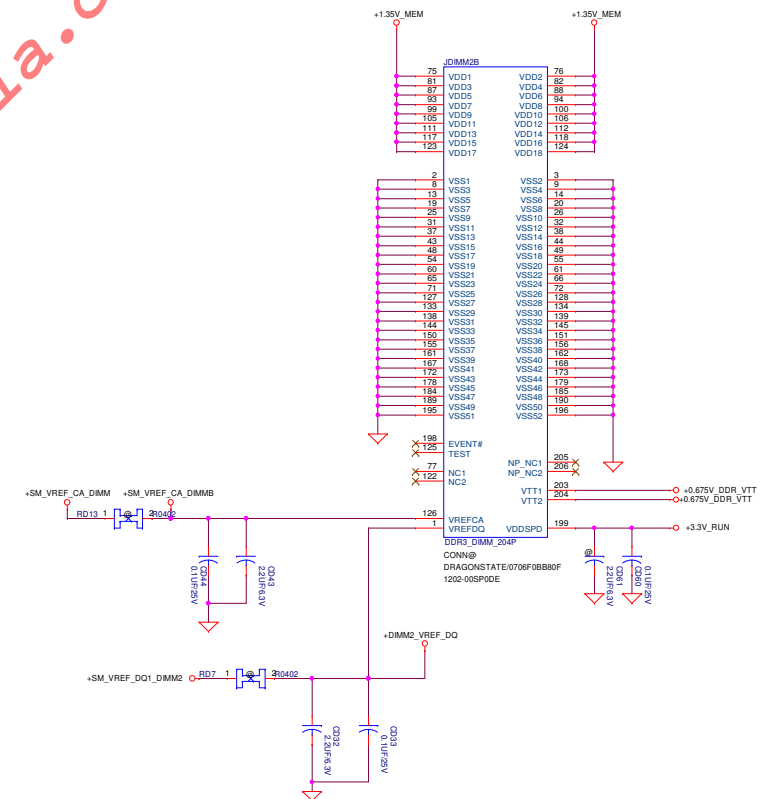 ia.c
+1.35V_MEM +1.35V_MEM
JDIMM2B
75 VDD1 VDD2 76
81 VDD3 VDD4 82
87 VDD5 VDD6 88
93 VDD7 VDD8 94
99 VDD9 VDD10 100
105 VDD11 VDD12 106
111 VDD13 VDD14 112
117 VDD15 VDD16 118
123 VDD17 VDD18 124
2 VSS1 VSS2 3
8 VSS3 VSS4 9
13 VSS5 VSS6 14
19 VSS7 VSS8 20
25 VSS9 VSS10 26
31 VSS11 VSS12 32
37 VSS13 VSS14 38
43 VSS15 VSS16 44
48 VSS17 VSS18 49
54 VSS19 VSS20 55
60 VSS21 VSS22 61
65 VSS23 VSS24 66
71 VSS25 VSS26 72
127 VSS27 VSS28 128
133 VSS29 VSS30 134
138 VSS31 VSS32 139
144 VSS33 VSS34 145
150 VSS35 VSS36 151
155 VSS37 VSS38 156
161 VSS39 VSS40 162
167 VSS41 VSS42 168
172 VSS43 VSS44 173
178 VSS45 VSS46 179
184 VSS47 VSS48 185
189 VSS49 VSS50 190
195 VSS51 VSS52 196
198 EVENT#
125 TEST
205 NP_NC1
206 NP_NC2
77 NC1
122 NC2
203 VTT1 +0.675V_DDR_VTT
204 VTT2 +0.675V_DDR_VTT
+SM_VREF_CA_DIMM +SM_VREF_CA_DIMMB
RD13 1 @ 2 R0402
126 VREFCA
1 VREFDQ VDDSPD 199 +3.3V_RUN
DDR3_DIMM_204P
CONN@
DRAGONSTATE/0706F0BB80F
1202-00SP0DE
CD44
0.1UF/25V
CD43
2.2UF/6.3V
@
CD61
2.2UF/6.3V
CD60
0.1UF/25V
+DIMM2_VREF_DQ
+SM_VREF_DQ1_DIMM2 RD7 1 @ 2 R0402
CD32
2.2UF/6.3V
CD33
0.1UF/25V